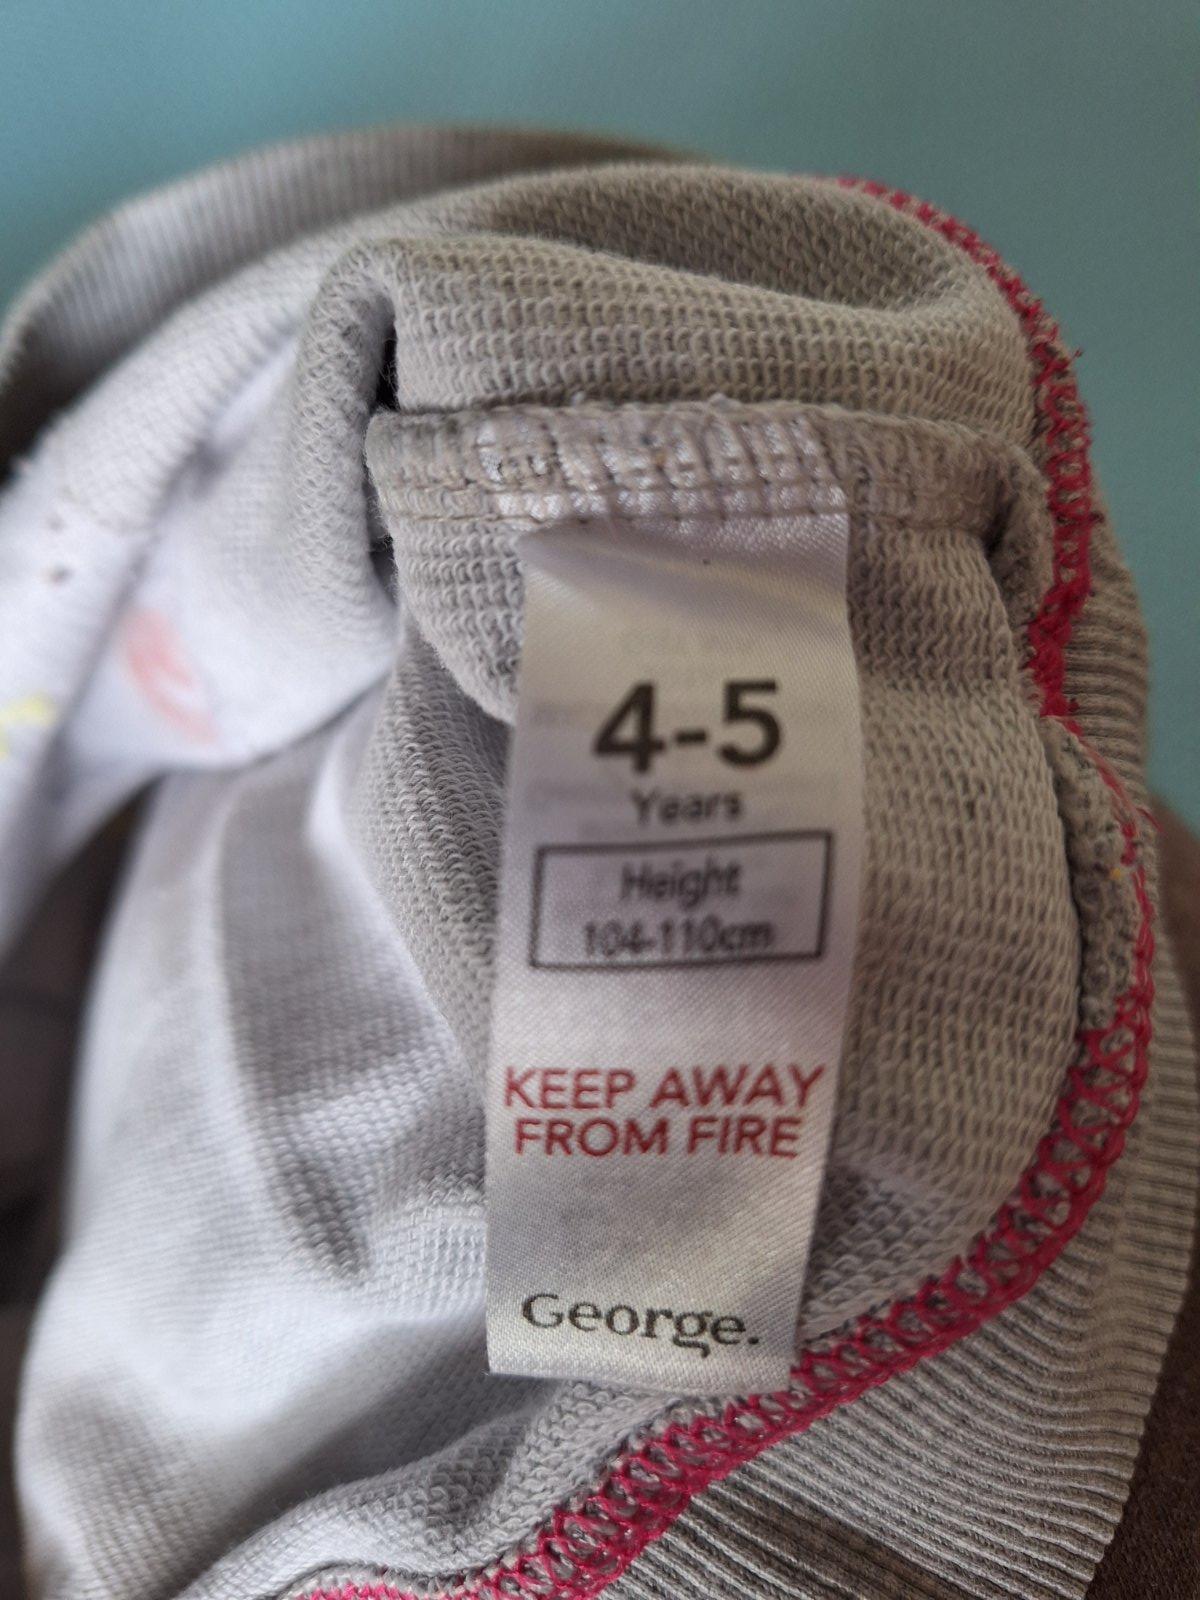 4-5
Years
Height
104-110cm
KEEP AWAY
FROM FIRE
George.